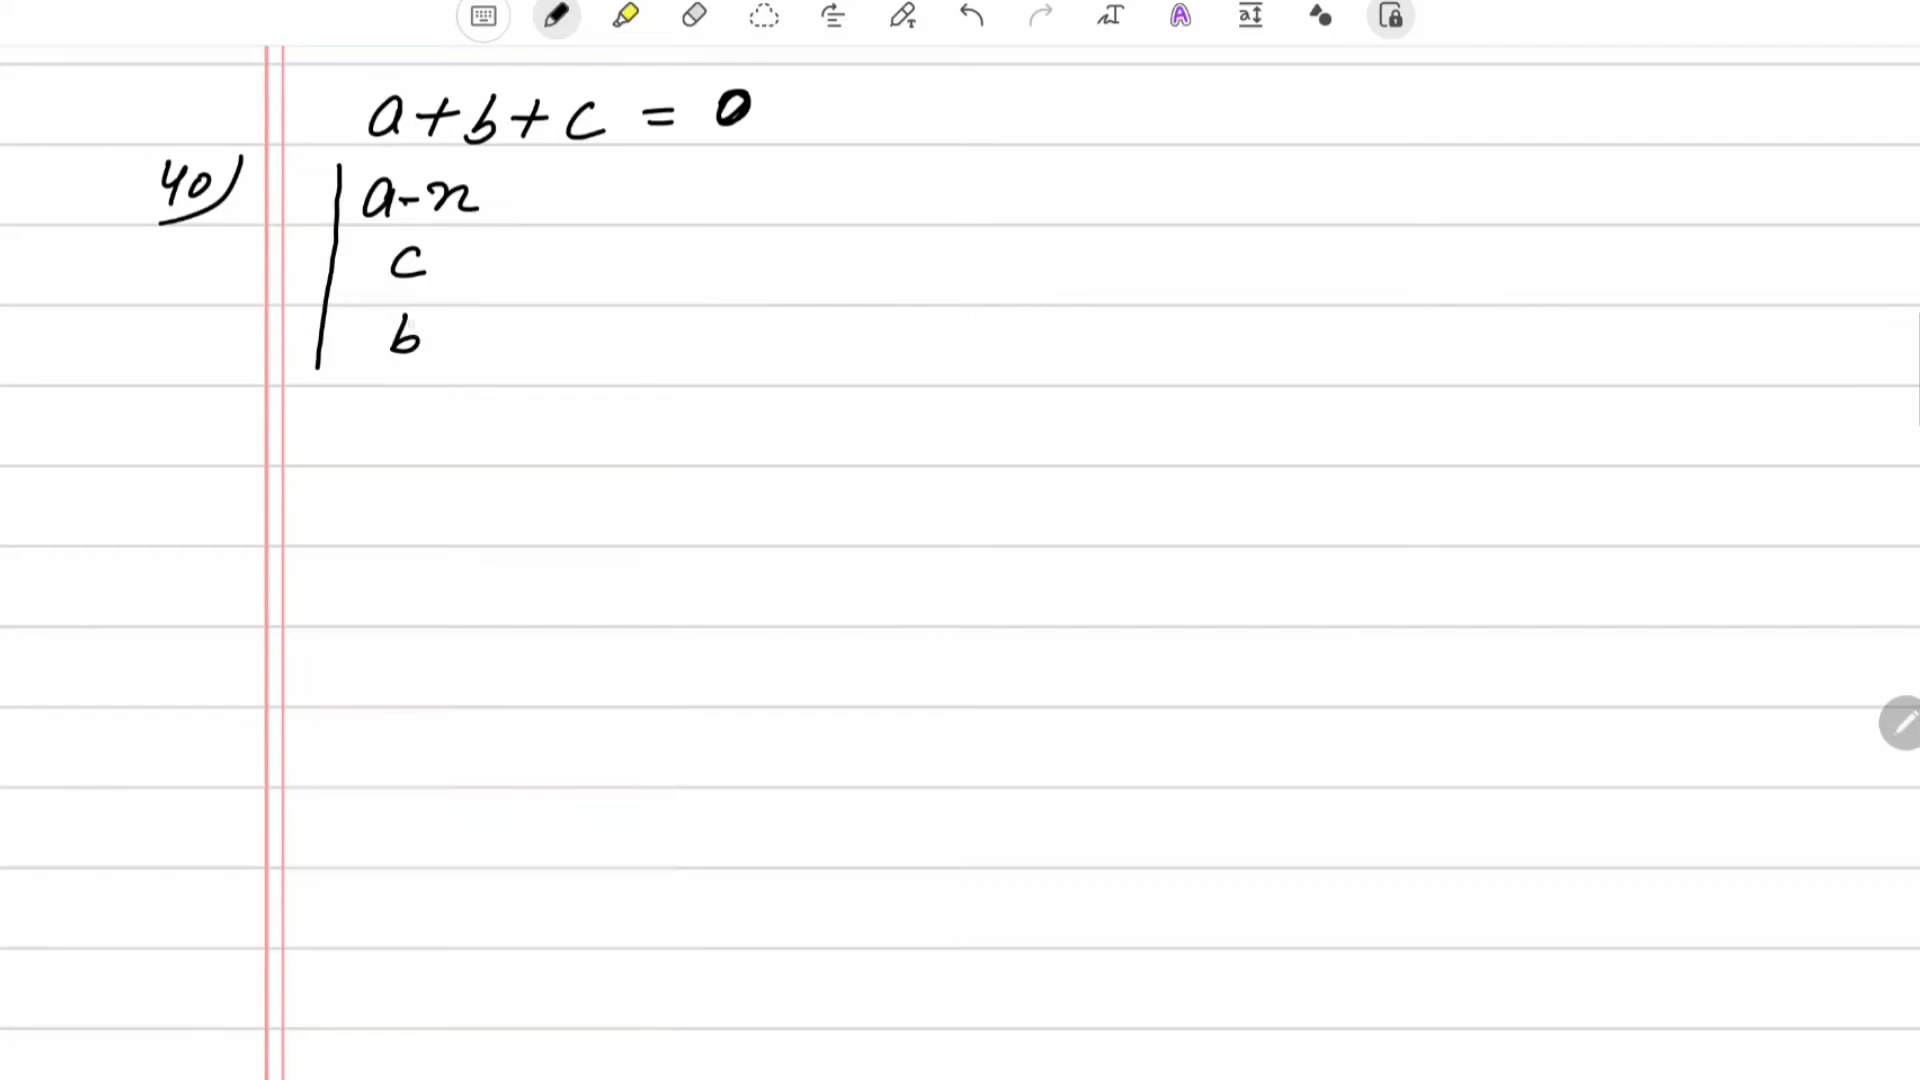 a+b+c = 0
40) | a-x
c
b